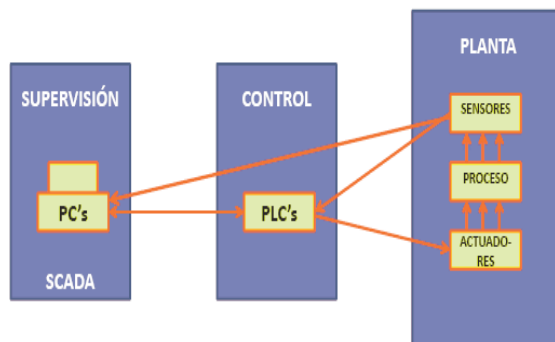 SUPERVISIÓN
PC's
SCADA
CONTROL
PLC's
PLANTA
SENSORES
PROCESO
ACTUADO-
RES